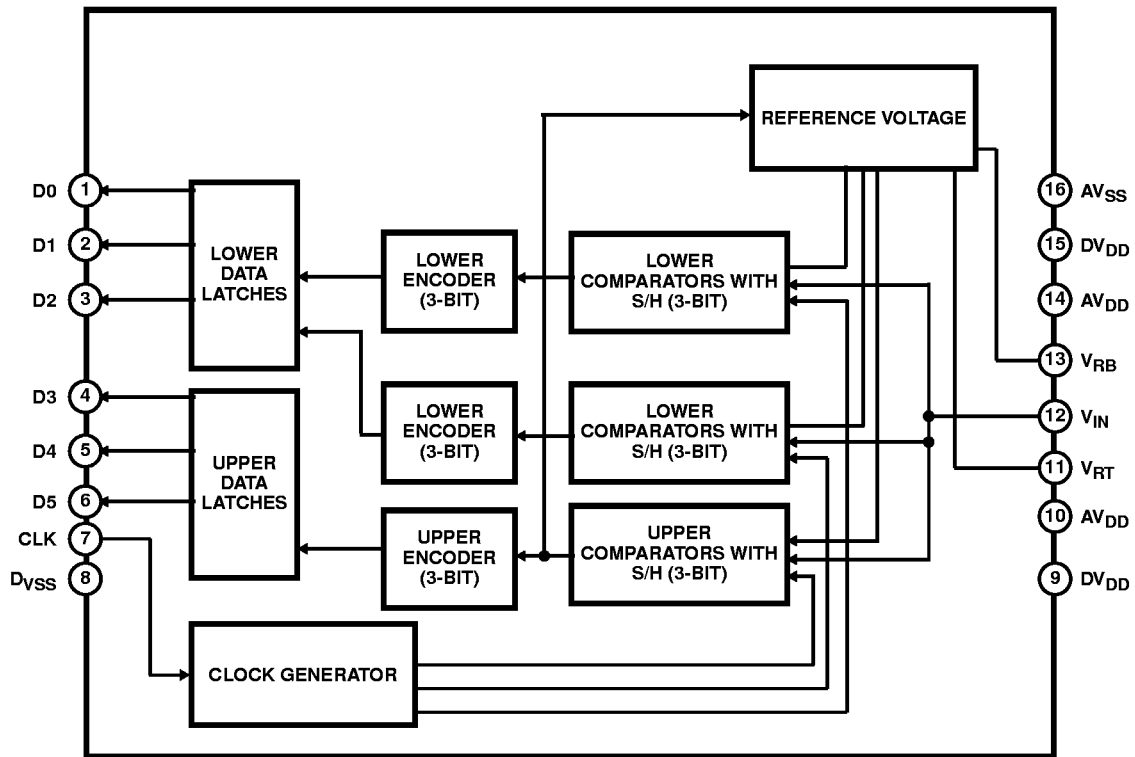 REFERENCE VOLTAGE
D0
1
D1
2
D2
3
D3
4
D4
5
D5
6
CLK
7
DVSS
8
LOWER
DATA
LATCHES
UPPER
DATA
LATCHES
LOWER
ENCODER
(3-BIT)
LOWER
ENCODER
(3-BIT)
UPPER
ENCODER
(3-BIT)
LOWER
COMPARATORS WITH
S/H (3-BIT)
LOWER
COMPARATORS WITH
S/H (3-BIT)
UPPER
COMPARATORS WITH
S/H (3-BIT)
CLOCK GENERATOR
16 AVSS
15 DVDD
14 AVDD
13 VRB
12 VIN
11 VRT
10 AVDD
9 DVDD